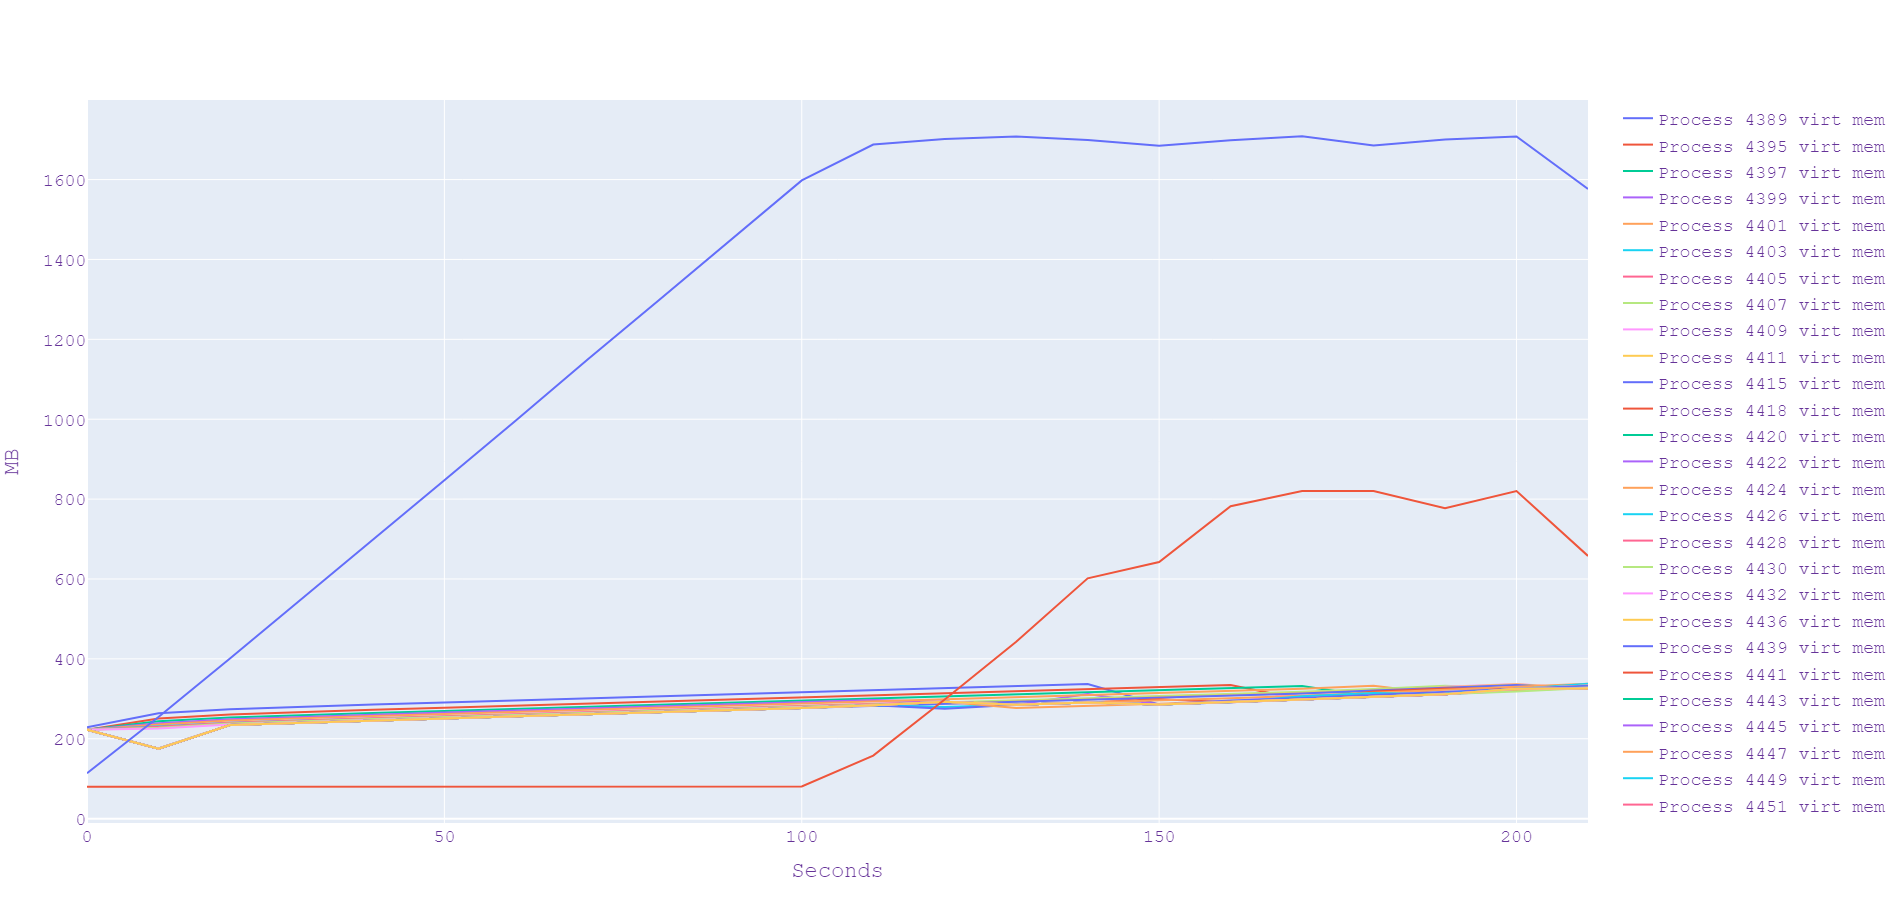 MB
1600
1400
1200
1000
800
600
400
200
0
0 50 100 150 200
Seconds
Process 4389 virt mem
Process 4395 virt mem
Process 4397 virt mem
Process 4399 virt mem
Process 4401 virt mem
Process 4403 virt mem
Process 4405 virt mem
Process 4407 virt mem
Process 4409 virt mem
Process 4411 virt mem
Process 4415 virt mem
Process 4418 virt mem
Process 4420 virt mem
Process 4422 virt mem
Process 4424 virt mem
Process 4426 virt mem
Process 4428 virt mem
Process 4430 virt mem
Process 4432 virt mem
Process 4436 virt mem
Process 4439 virt mem
Process 4441 virt mem
Process 4443 virt mem
Process 4445 virt mem
Process 4447 virt mem
Process 4449 virt mem
Process 4451 virt mem